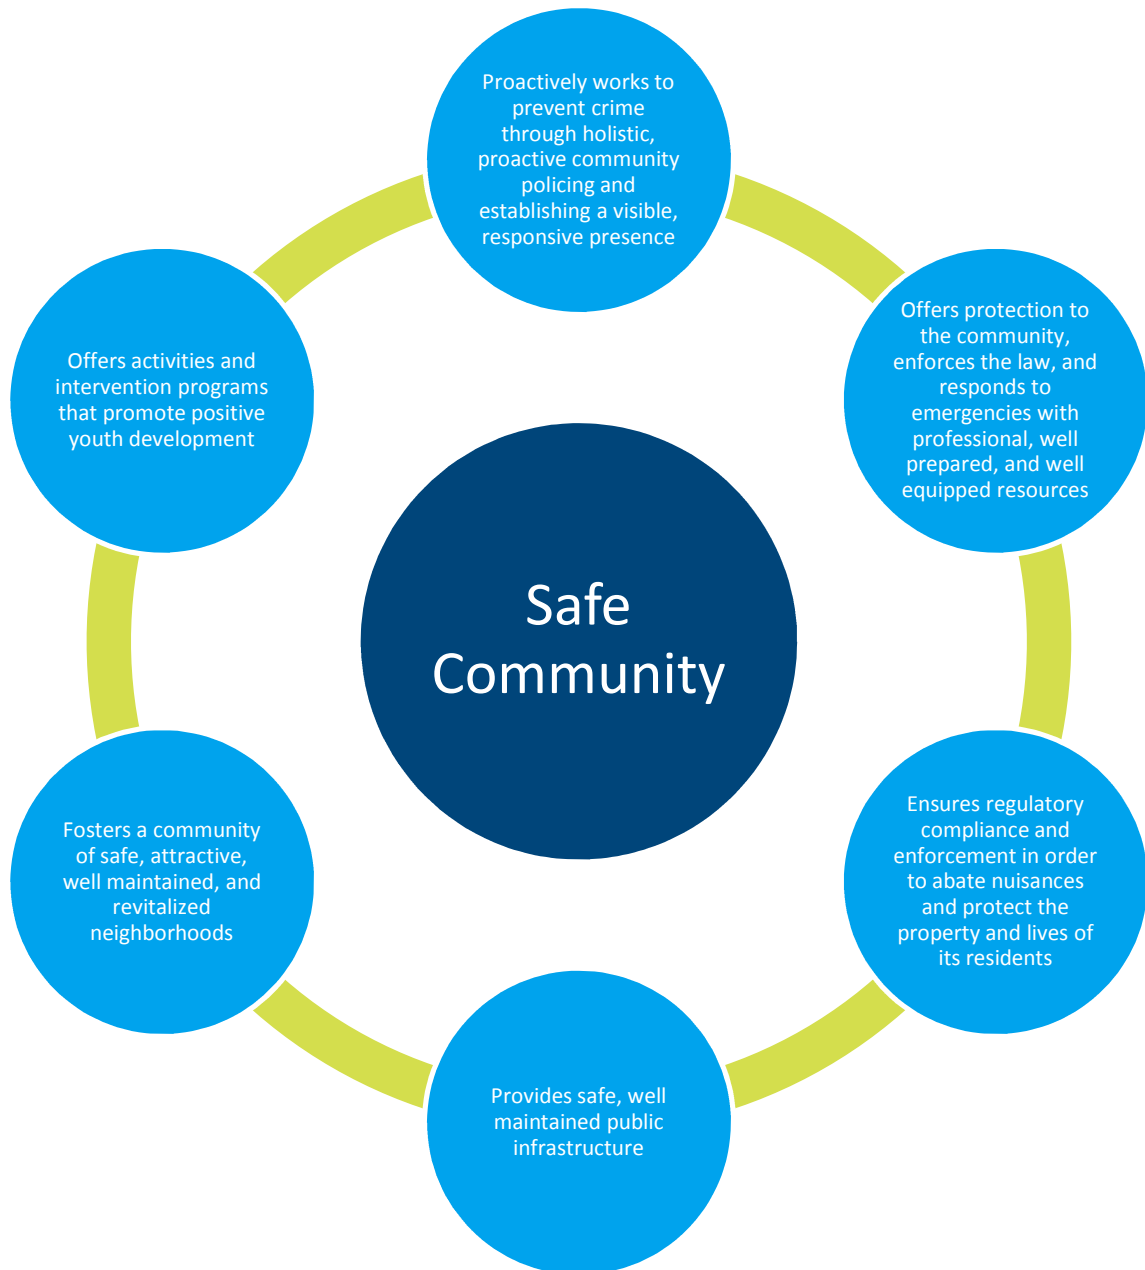 Proactively works to
prevent crime
through holistic,
proactive community
policing and
establishing a visible,
responsive presence
Offers protection to
the community,
enforces the law, and
responds to
emergencies with
professional, well
prepared, and well
equipped resources
Ensures regulatory
compliance and
enforcement in order
to abate nuisances
and protect the
property and lives of
its residents
Provides safe, well
maintained public
infrastructure
Fosters a community
of safe, attractive,
well maintained, and
revitalized
neighborhoods
Offers activities and
intervention programs
that promote positive
youth development
Safe
Community